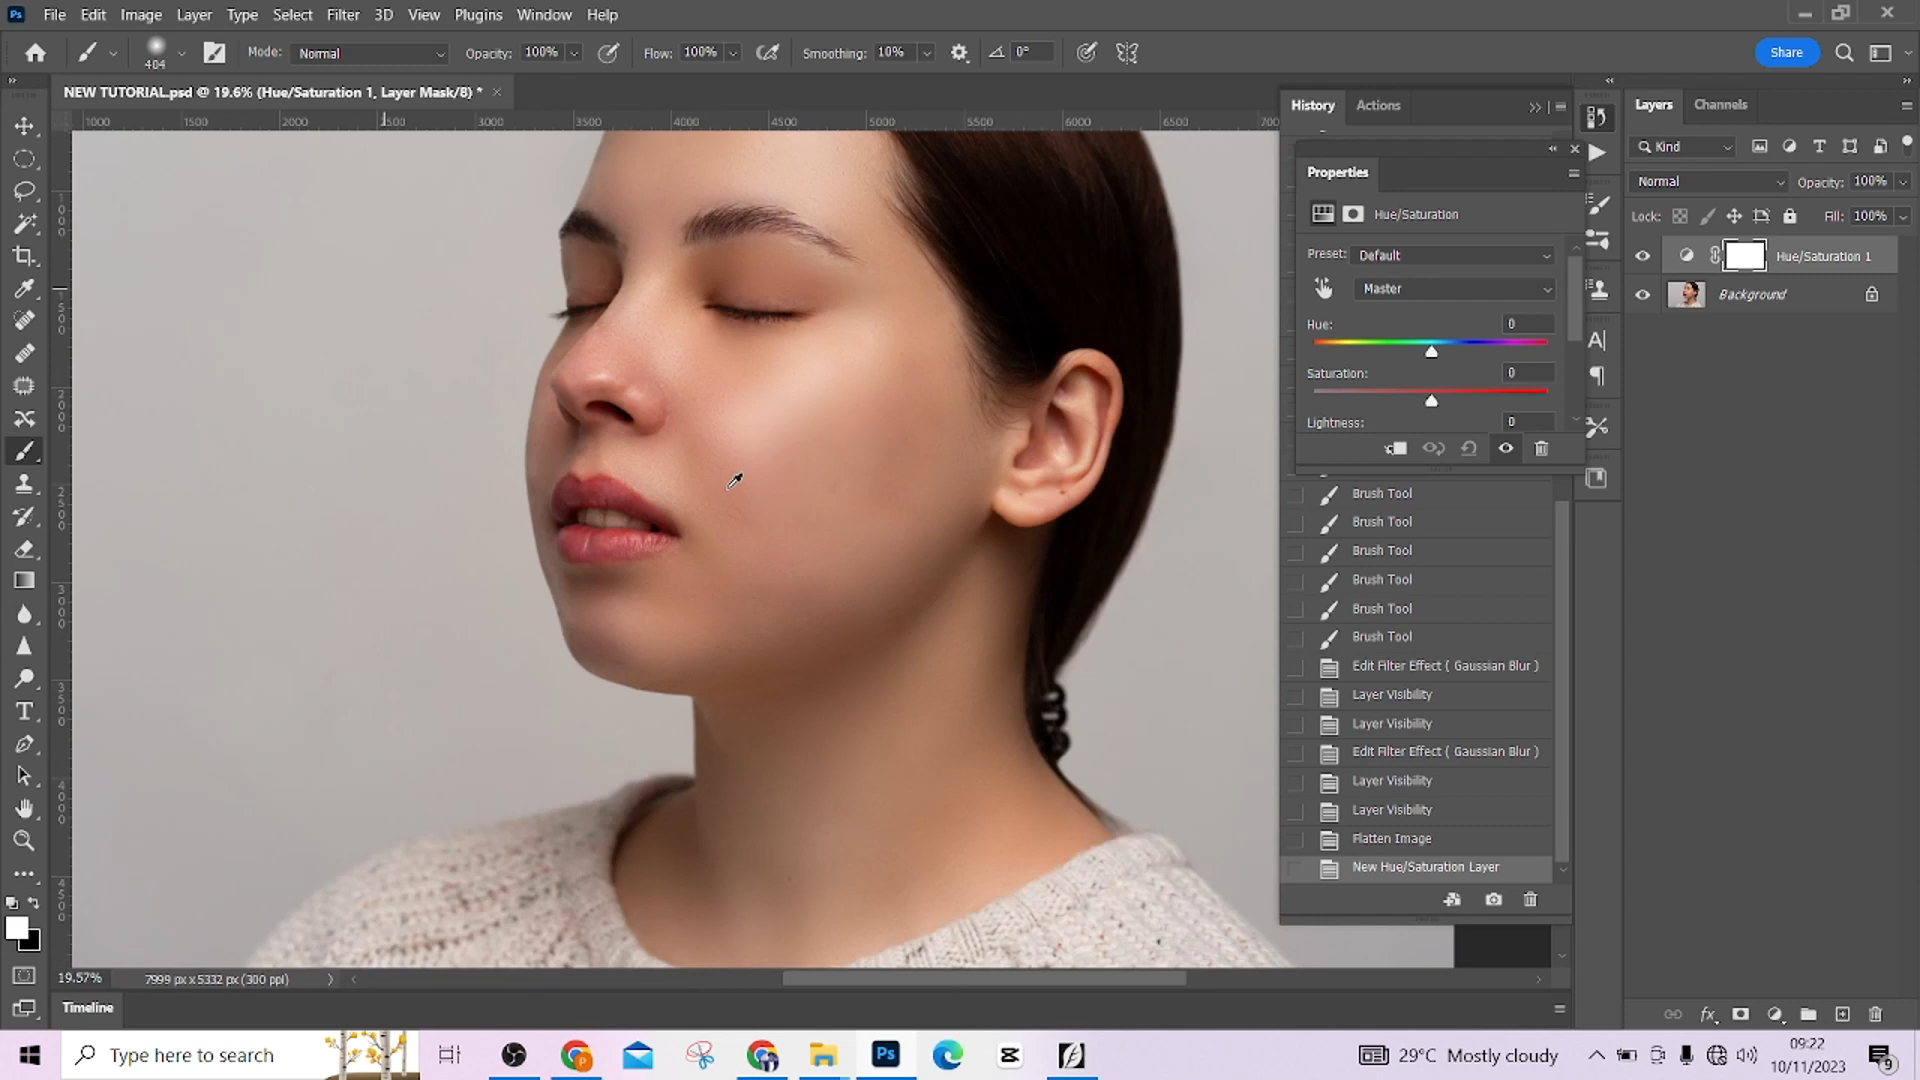 Ps File Edit Image Layer Type Select Filter 3D View Plugins Window Help
404 Mode: Normal Opacity: 100% Flow: 100% Smoothing: 10% 0° Share
NEW TUTORIAL.psd @ 19.6% (Hue/Saturation 1, Layer Mask/8) *
1000 1500 2000 2500 3000 3500 4000 4500 5000 5500 6000 6500 7000
History Actions
Properties
Hue/Saturation
Preset: Default
Master
Hue: 0
Saturation: 0
Lightness: 0
Brush Tool
Brush Tool
Brush Tool
Brush Tool
Brush Tool
Brush Tool
Edit Filter Effect ( Gaussian Blur )
Layer Visibility
Layer Visibility
Edit Filter Effect ( Gaussian Blur )
Layer Visibility
Layer Visibility
Flatten Image
New Hue/Saturation Layer
Layers Channels
Kind
Normal Opacity: 100%
Lock: Fill: 100%
Hue/Saturation 1
Background
19.57% 7999 px x 5332 px (300 ppi)
Timeline
Type here to search
Ps
29°C Mostly cloudy
09:22
10/11/2023
9